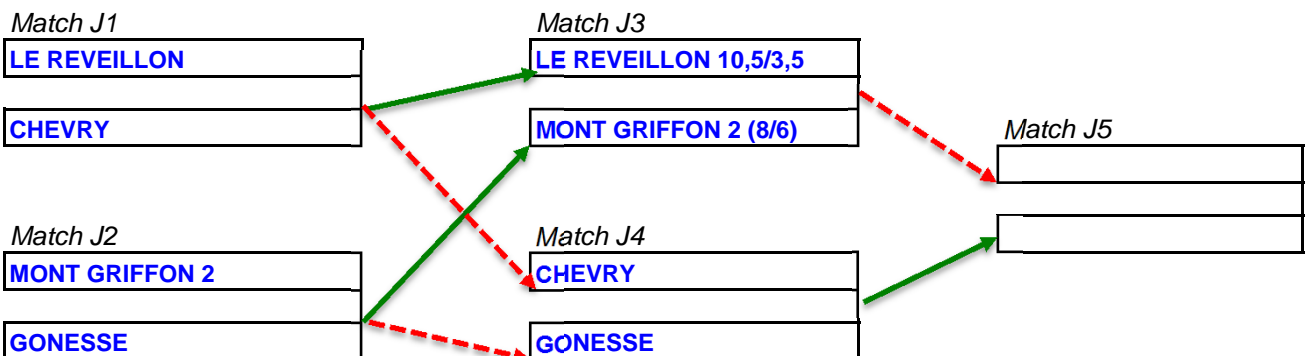 Match J1
LE REVEILLON
CHEVRY
Match J2
MONT GRIFFON 2
GONESSE
Match J3
LE REVEILLON 10,5/3,5
MONT GRIFFON 2 (8/6)
Match J4
CHEVRY
GONESSE
Match J5